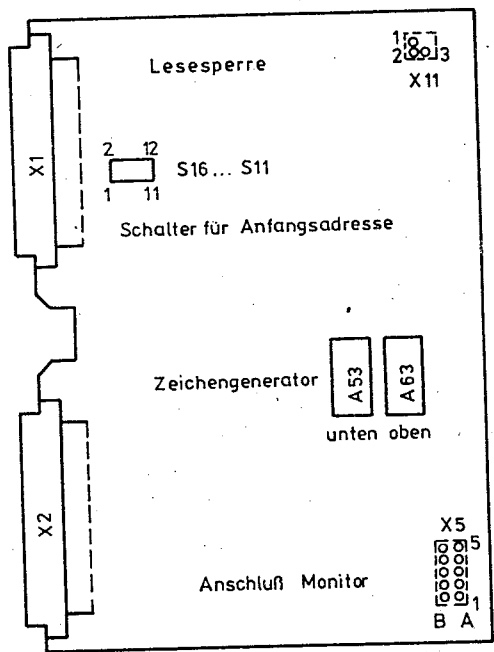 1
2 3
X11
Lesesperre
X1
2 12
1 11
S16... S11
Schalter für Anfangsadresse
Zeichengenerator
A53
A63
unten oben
X2
X5
5
1
Anschluß Monitor
B A